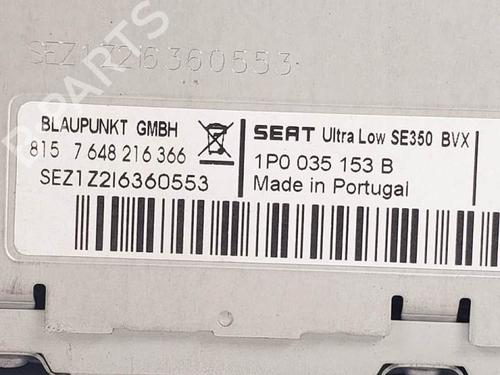 SEZ1Z2I6360553
B-PARTS
BLAUPUNKT GMBH
815 7 648 216 366
SEZ1Z2I6360553
SEAT Ultra Low SE350 BVX
1P0 035 153 B
Made in Portugal